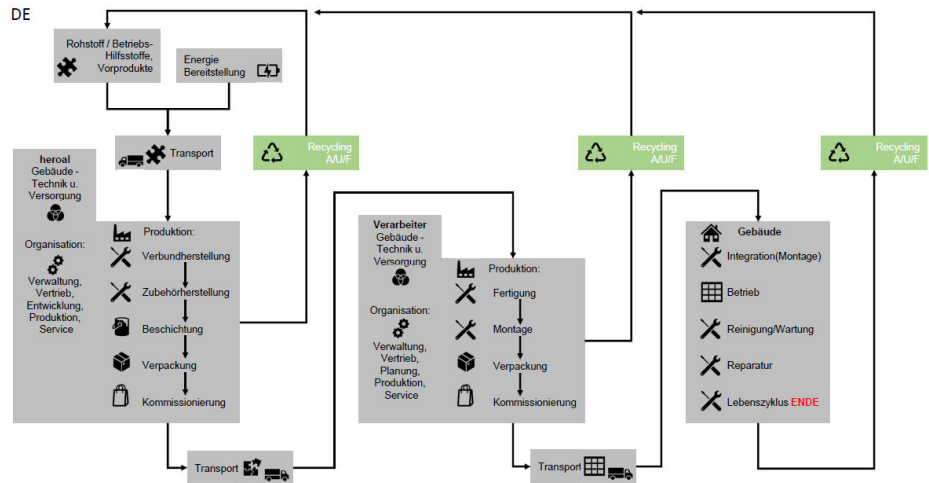 DE
Rohstoff / Betriebs-
Hilfsstoffe,
Vorprodukte
Energie
Bereitstellung
Transport
Recycling
A/U/F
Recycling
A/U/F
Recycling
A/U/F
heroal
Gebäude -
Technik u.
Versorgung
Organisation:
Verwaltung,
Vertrieb,
Entwicklung,
Produktion,
Service
Produktion:
Verbundherstellung
Zubehörherstellung
Beschichtung
Verpackung
Kommissionierung
Transport
Verarbeiter
Gebäude -
Technik u.
Versorgung
Organisation:
Verwaltung,
Vertrieb,
Planung,
Produktion,
Service
Produktion:
Fertigung
Montage
Verpackung
Kommissionierung
Transport
Gebäude
Integration(Montage)
Betrieb
Reinigung/Wartung
Reparatur
Lebenszyklus ENDE